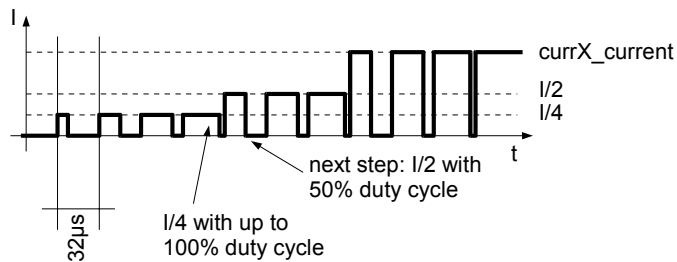 I
currX_current
I/2
I/4
t
next step: I/2 with
50% duty cycle
I/4 with up to
100% duty cycle
32µs